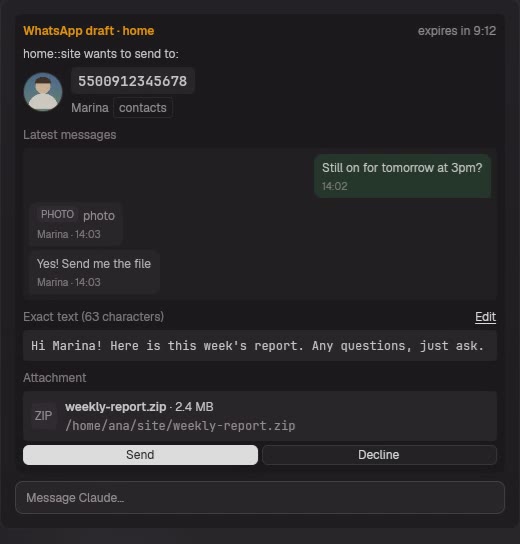 WhatsApp draft · home
expires in 9:12
home::site wants to send to:
5500912345678
Marina contacts
Latest messages
Still on for tomorrow at 3pm?
14:02
PHOTO photo
Marina · 14:03
Yes! Send me the file
Marina · 14:03
Exact text (63 characters)
Edit
Hi Marina! Here is this week's report. Any questions, just ask.
Attachment
ZIP
weekly-report.zip · 2.4 MB
/home/ana/site/weekly-report.zip
Send
Decline
Message Claude…